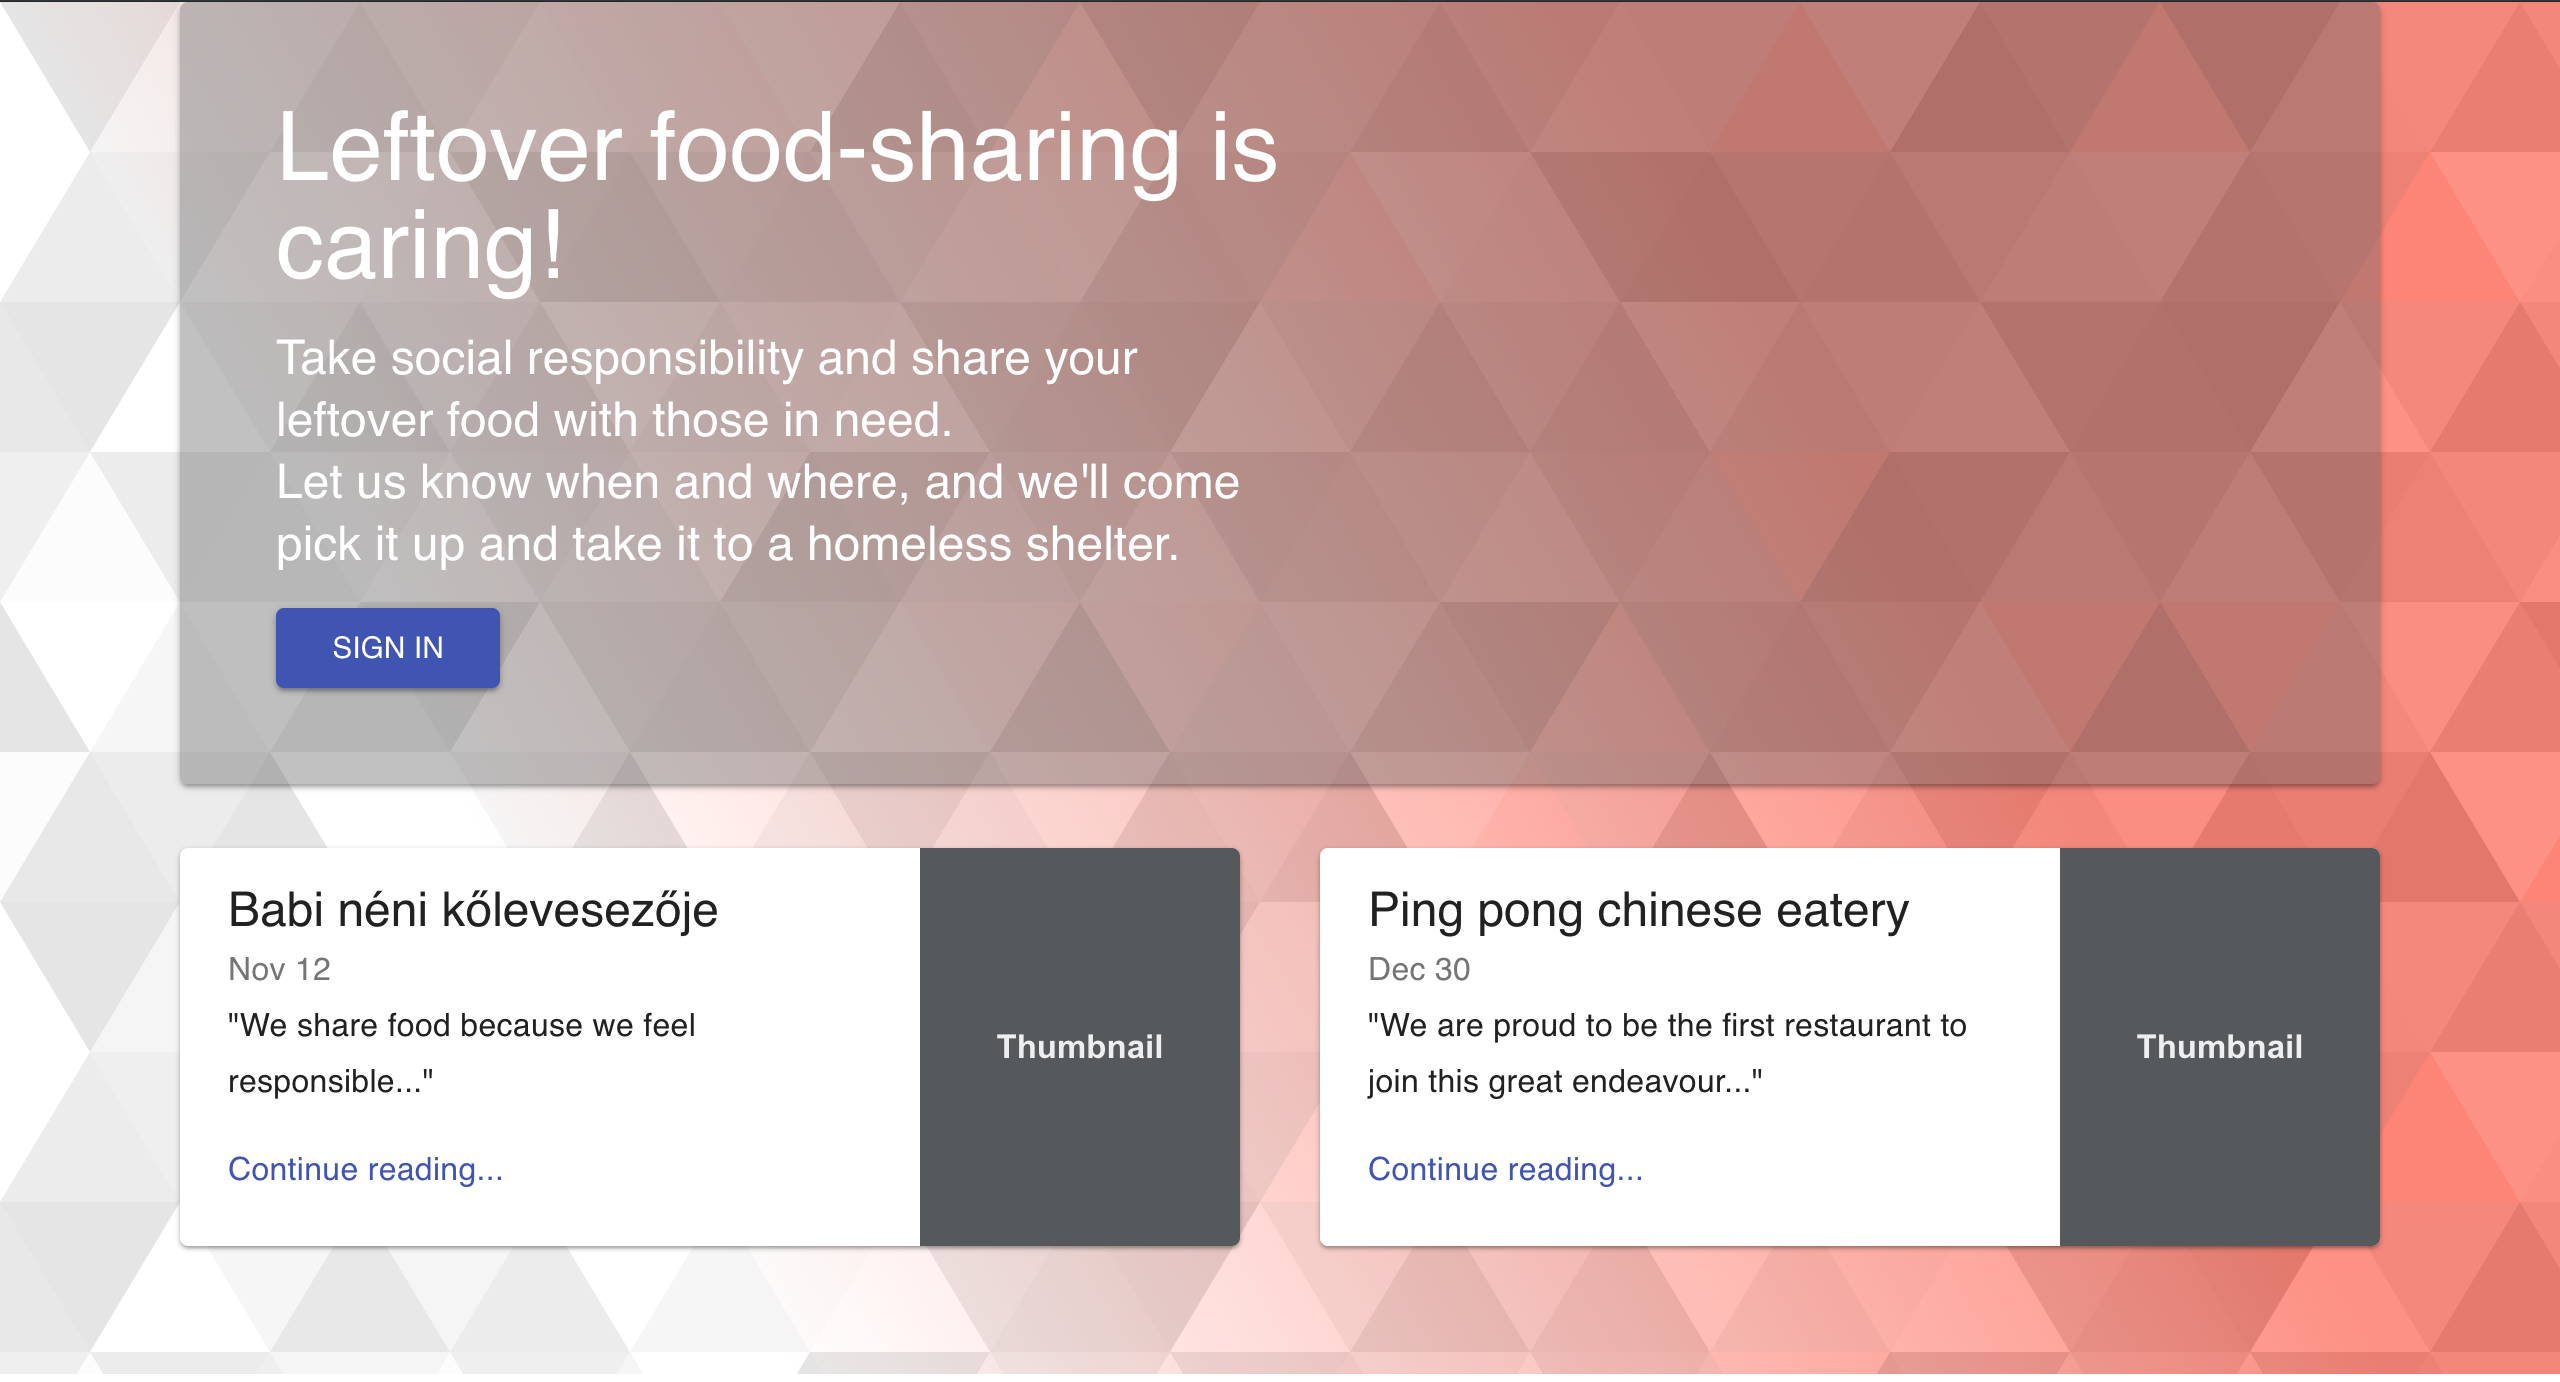 Leftover food-sharing is
caring!
Take social responsibility and share your
leftover food with those in need.
Let us know when and where, and we'll come
pick it up and take it to a homeless shelter.
SIGN IN
Babi néni kőlevesezője
Nov 12
"We share food because we feel
responsible..."
Continue reading...
Thumbnail
Ping pong chinese eatery
Dec 30
"We are proud to be the first restaurant to
join this great endeavour..."
Continue reading...
Thumbnail